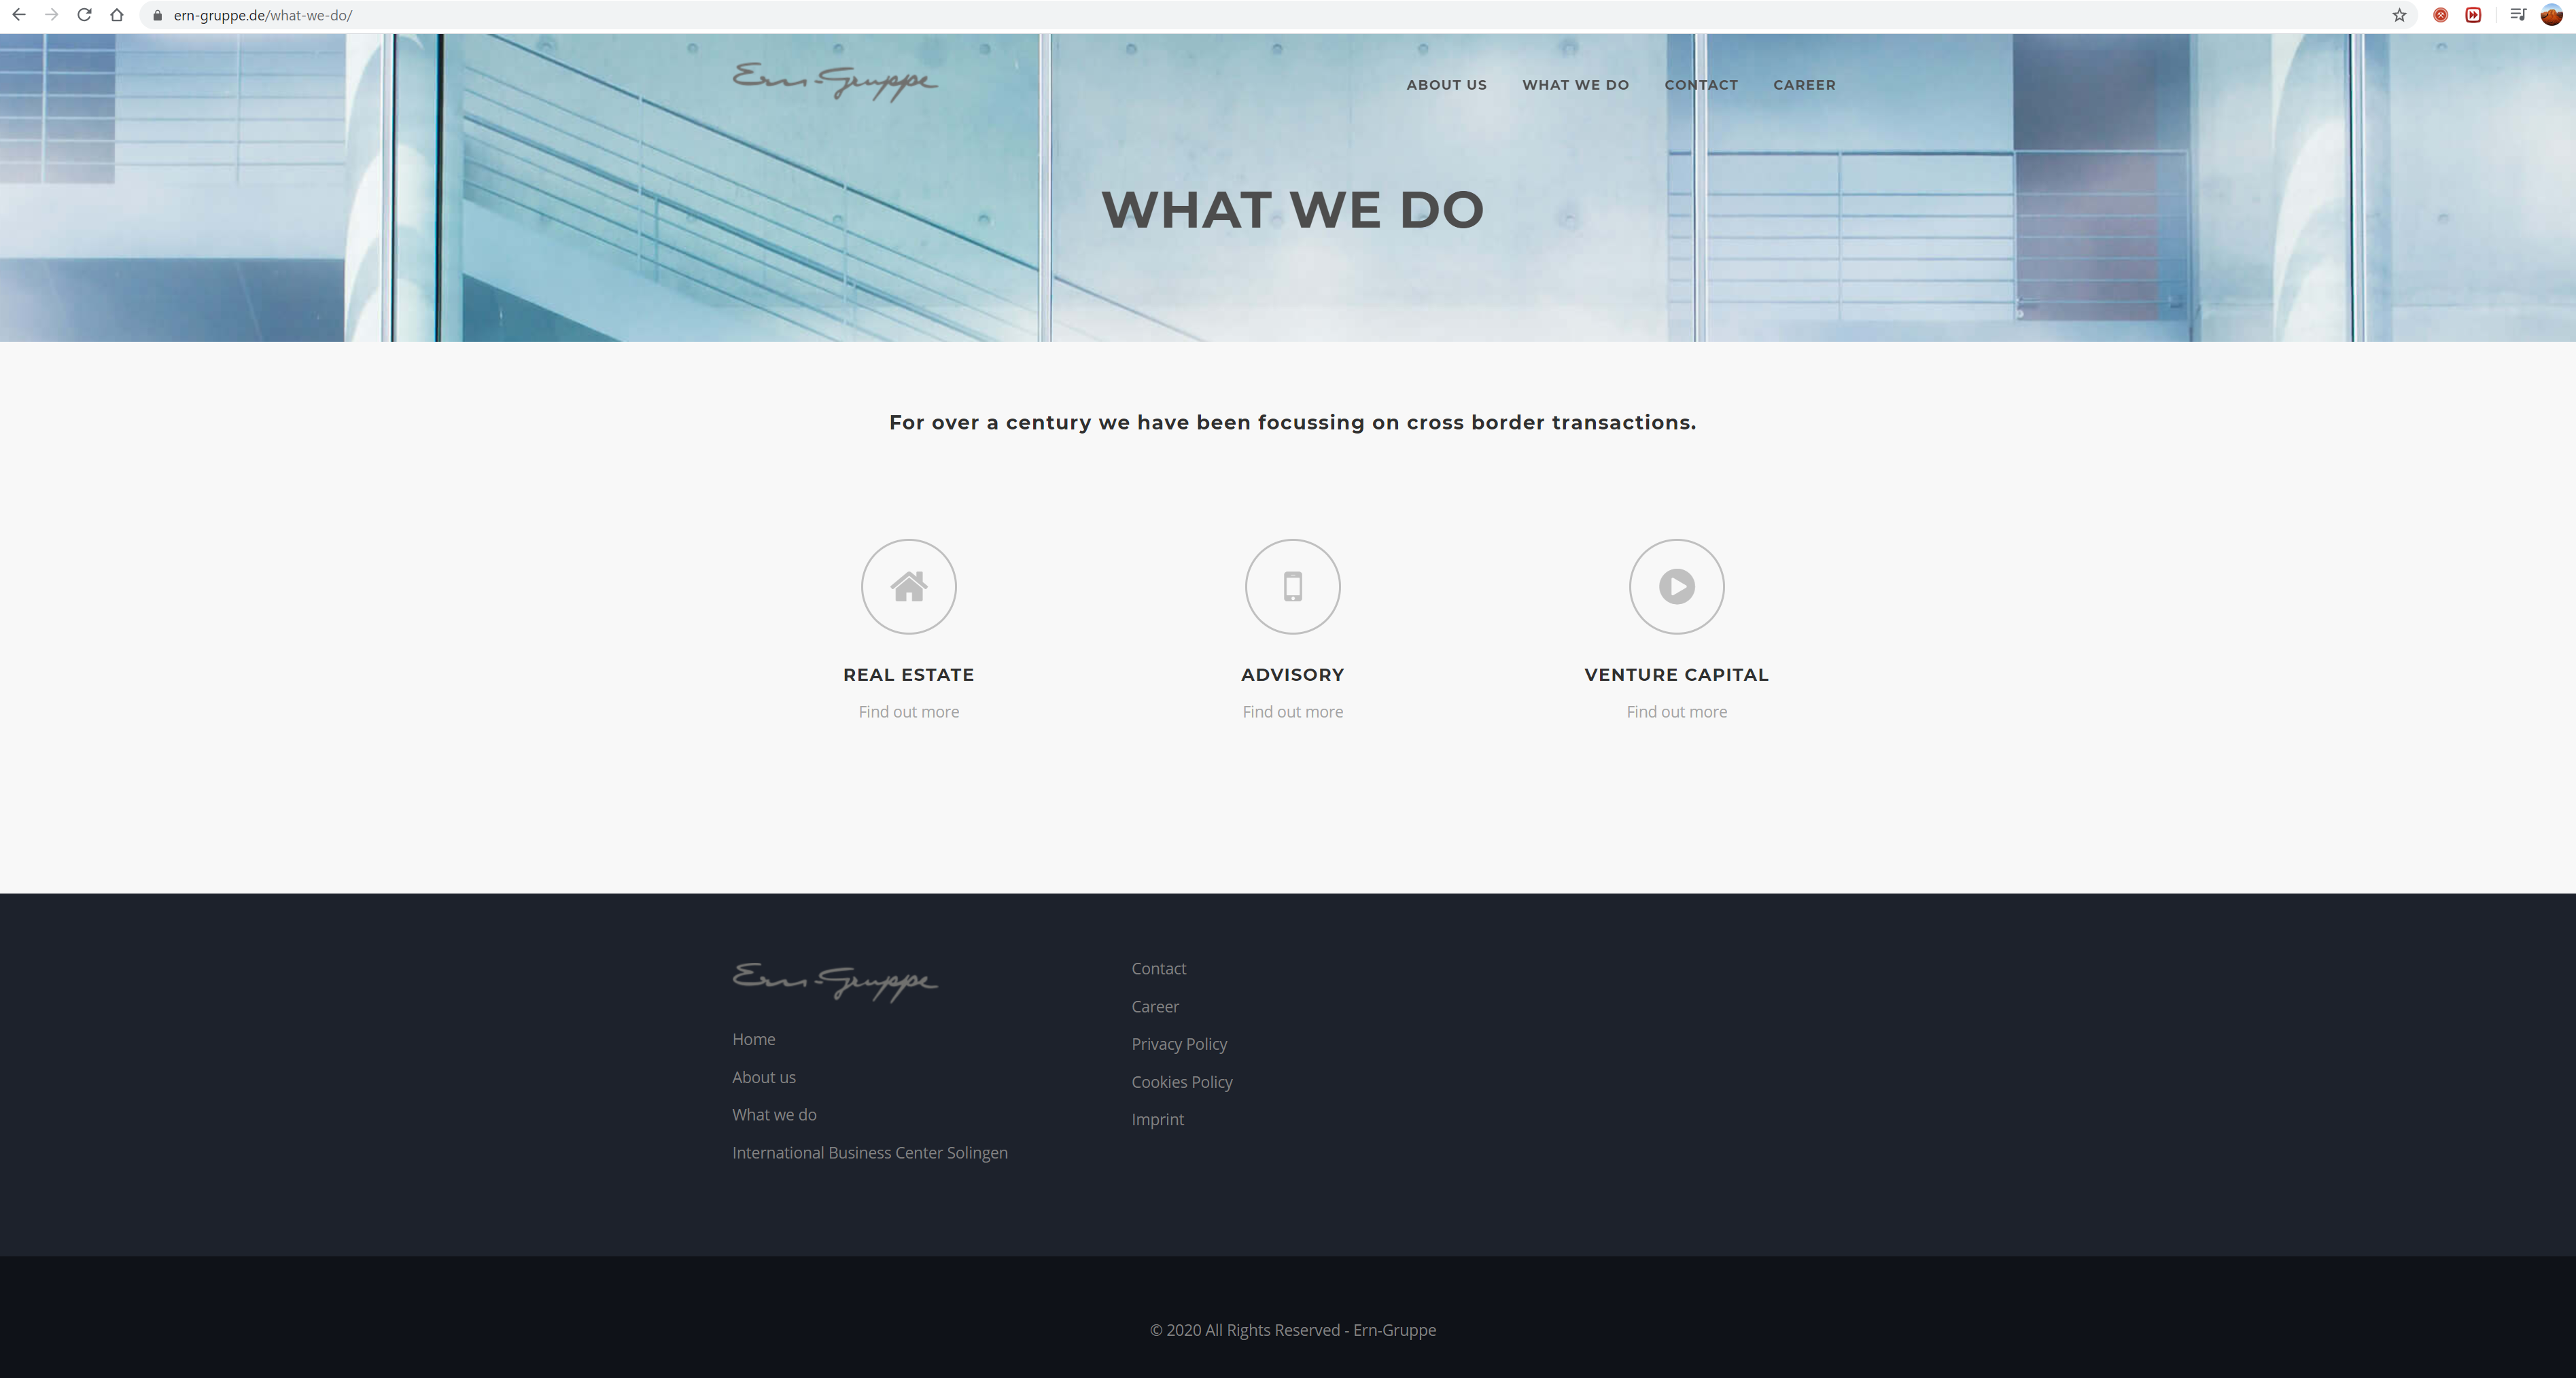 ern-gruppe.de/what-we-do/
Ern-Gruppe
ABOUT US WHAT WE DO CONTACT CAREER
WHAT WE DO
For over a century we have been focussing on cross border transactions.
REAL ESTATE ADVISORY VENTURE CAPITAL
Find out more Find out more Find out more
Ern-Gruppe
Home
About us
What we do
International Business Center Solingen
Contact
Career
Privacy Policy
Cookies Policy
Imprint
© 2020 All Rights Reserved - Ern-Gruppe